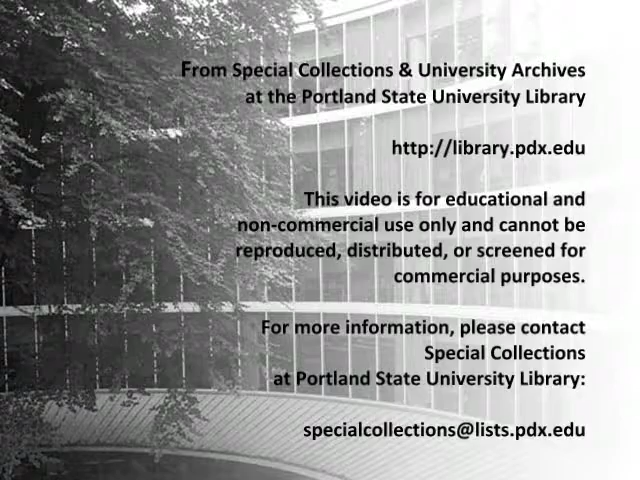 From Special Collections & University Archives
at the Portland State University Library
http://library.pdx.edu
This video is for educational and
non-commercial use only and cannot be
reproduced, distributed, or screened for
commercial purposes.
For more information, please contact
Special Collections
at Portland State University Library:
specialcollections@lists.pdx.edu